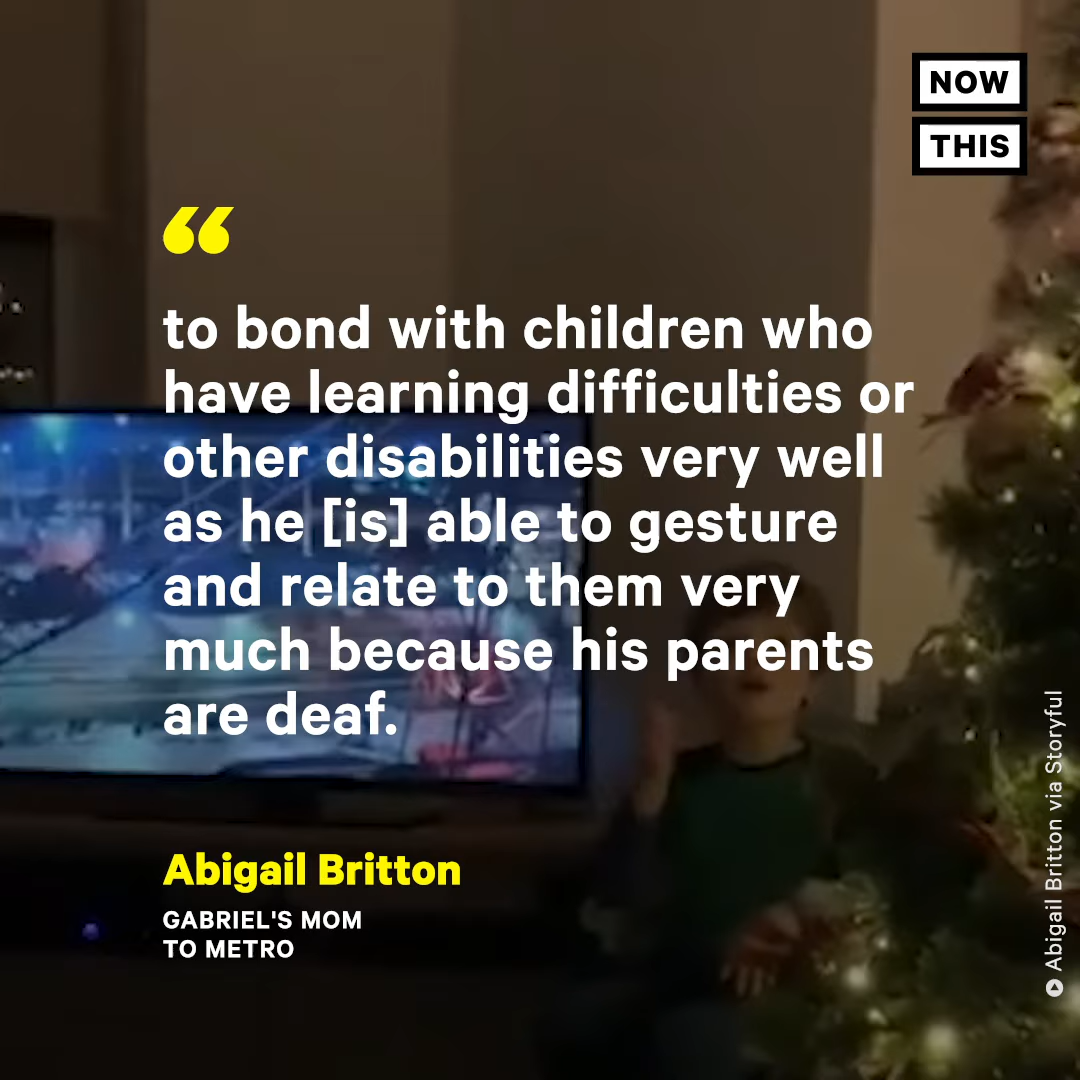 NOW
THIS
“
to bond with children who
have learning difficulties or
other disabilities very well
as he [is] able to gesture
and relate to them very
much because his parents
are deaf.
Abigail Britton
GABRIEL'S MOM
TO METRO
Abigail Britton via Storyful